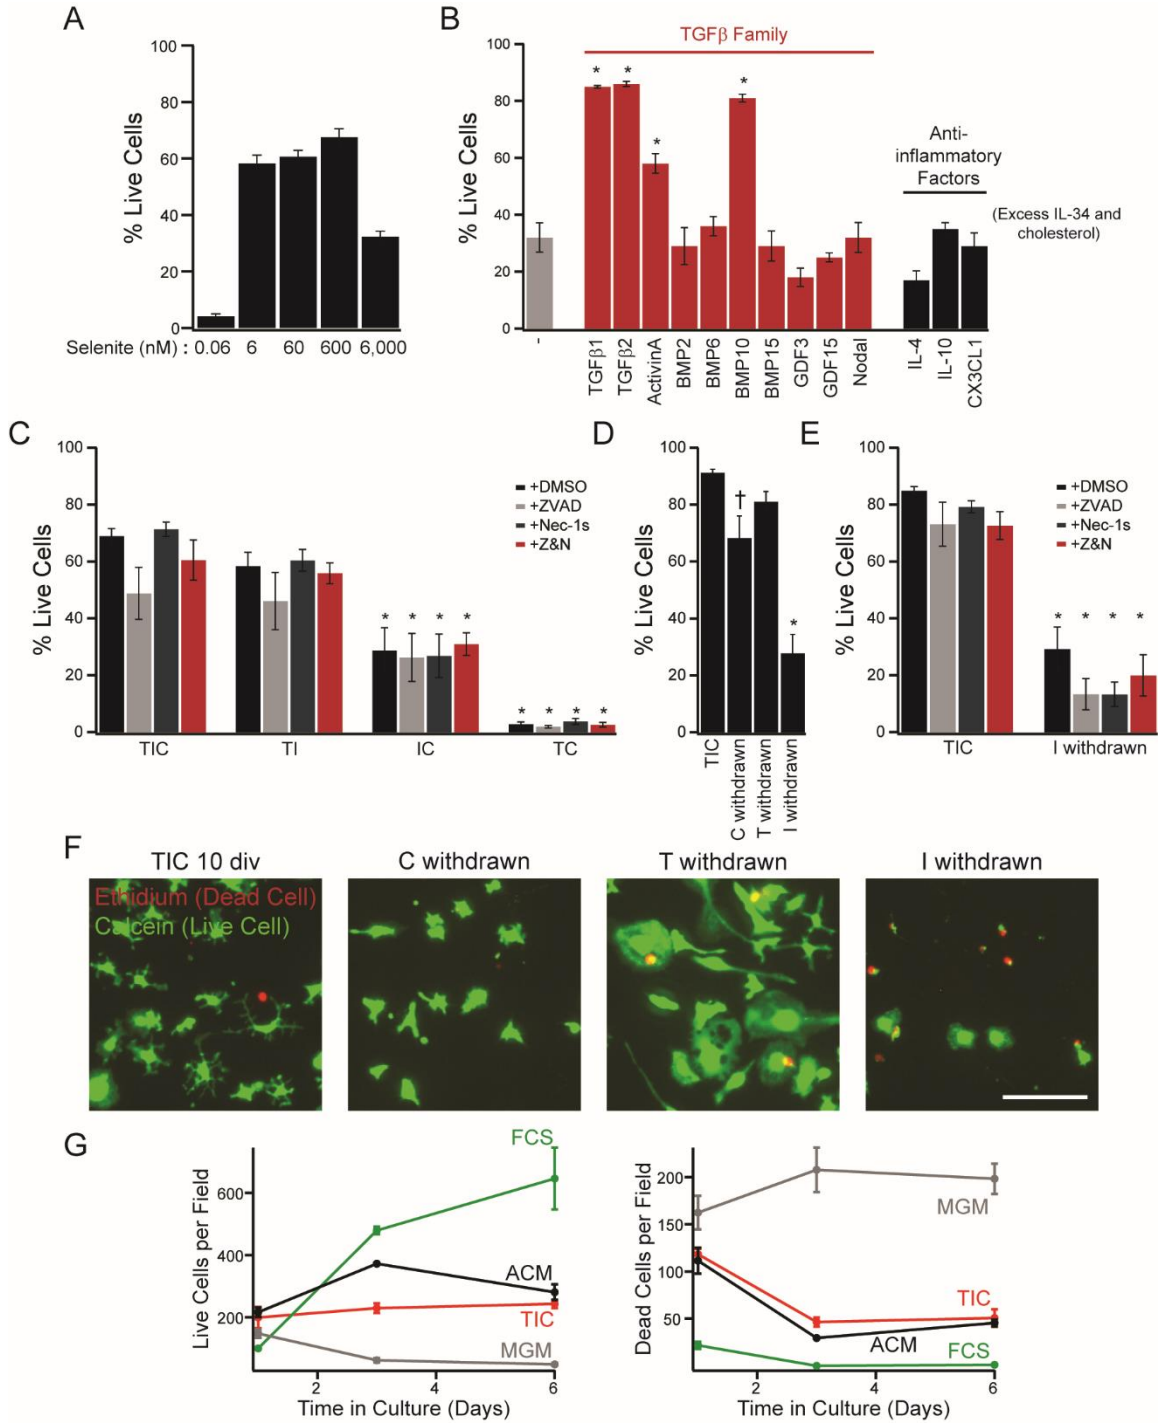 A
% Live Cells
100
80
60
40
20
0
Selenite (nM) : 0.06 6 60 600 6,000
B
TGFβ Family
% Live Cells
100
80
60
40
20
0
* * * *
Anti-
inflammatory
Factors
(Excess IL-34 and
cholesterol)
-
TGFβ1
TGFβ2
ActivinA
BMP2
BMP6
BMP10
BMP15
GDF3
GDF15
Nodal
IL-4
IL-10
CX3CL1
C
% Live Cells
100
80
60
40
20
0
+DMSO
+ZVAD
+Nec-1s
+Z&N
* * * *
* * * *
TIC TI IC TC
D
% Live Cells
100
80
60
40
20
0
†
*
TIC
C withdrawn
T withdrawn
I withdrawn
E
% Live Cells
100
80
60
40
20
0
+DMSO
+ZVAD
+Nec-1s
+Z&N
* * * *
TIC I withdrawn
F
TIC 10 div
C withdrawn
T withdrawn
I withdrawn
Ethidium (Dead Cell)
Calcein (Live Cell)
G
Live Cells per Field
600
400
200
FCS
ACM
TIC
MGM
2 4 6
Time in Culture (Days)
Dead Cells per Field
200
150
100
50
MGM
TIC
ACM
FCS
2 4 6
Time in Culture (Days)